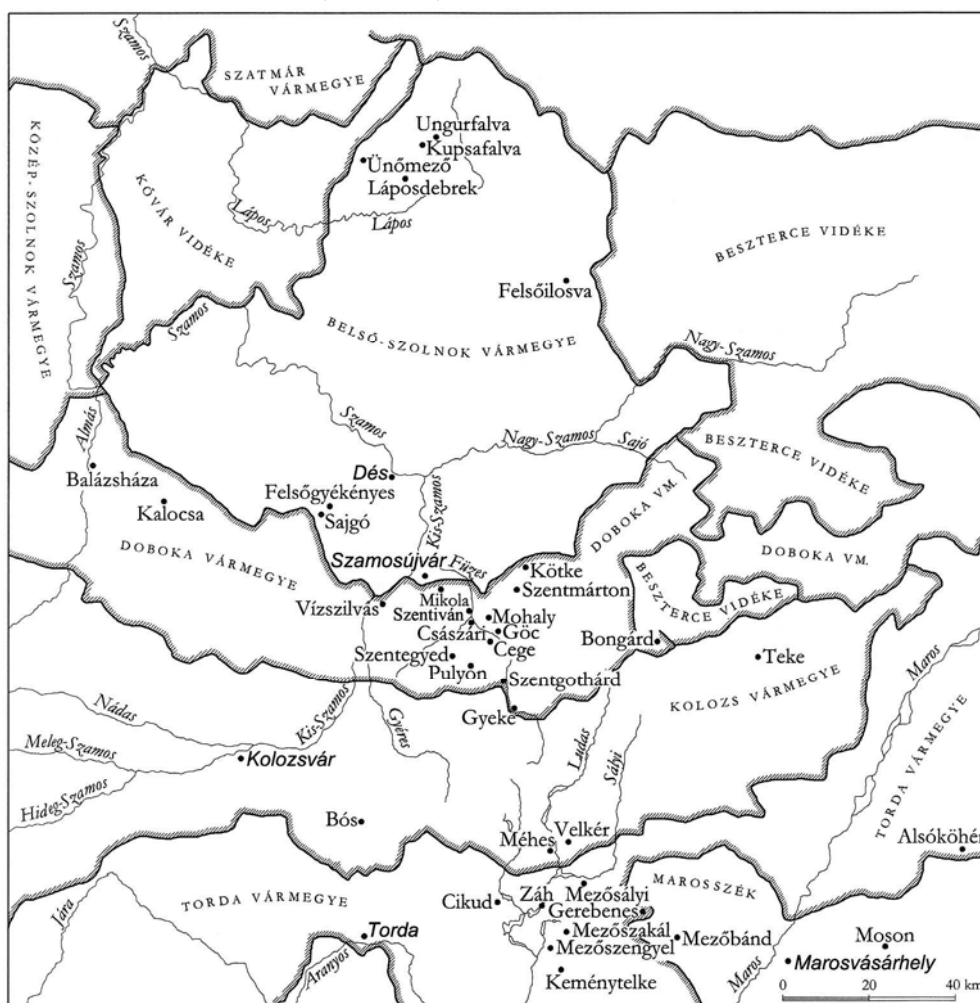 Szamos
SZATMÁR
VÁRMEGYE
KÖZÉP-SZOLNOK VÁRMEGYE
KŐVÁR VIDÉKE
Ungurfalva
Kupsafalva
Ünőmező
Láposdebrek
Lápos
Lápos
Szamos
BESZTERCE VIDÉKE
Felsőilosva
Szamos
BELSŐ-SZOLNOK VÁRMEGYE
Nagy-Szamos
Almás
Szamos
Nagy-Szamos
Sajó
BESZTERCE VIDÉKE
Balázsháza
Dés
Kalocsa
Felsőgyékényes
Sajgó
Kis-Szamos
DOBOKA VM.
DOBOKA VÁRMEGYE
Szamosújvár
Füzes
Kötke
DOBOKA VM.
BESZTERCE VIDÉKE
Szentmárton
Vízszilvás
Mikola
Szentiván
Mohaly
Császári
Göc
Cege
Bongárd
Szentegyed
Pulyon
Teke
Szentgothárd
Gyeke
KOLOZS VÁRMEGYE
Maros
Nádas
Kis-Szamos
Gyéres
Meleg-Szamos
Kolozsvár
Hideg-Szamos
Ludas
Sályi
TORDA VÁRMEGYE
Bós
Velkér
Méhes
Alsóköhér
TORDA VÁRMEGYE
Cikud
Záh
Mezősályi
Gerebenes
MAROSSZÉK
Jára
Torda
Mezőszakál
Mezőbánd
Moson
Aranyos
Mezőszengyel
Keménytelke
Maros
Marosvásárhely
0 20 40 km